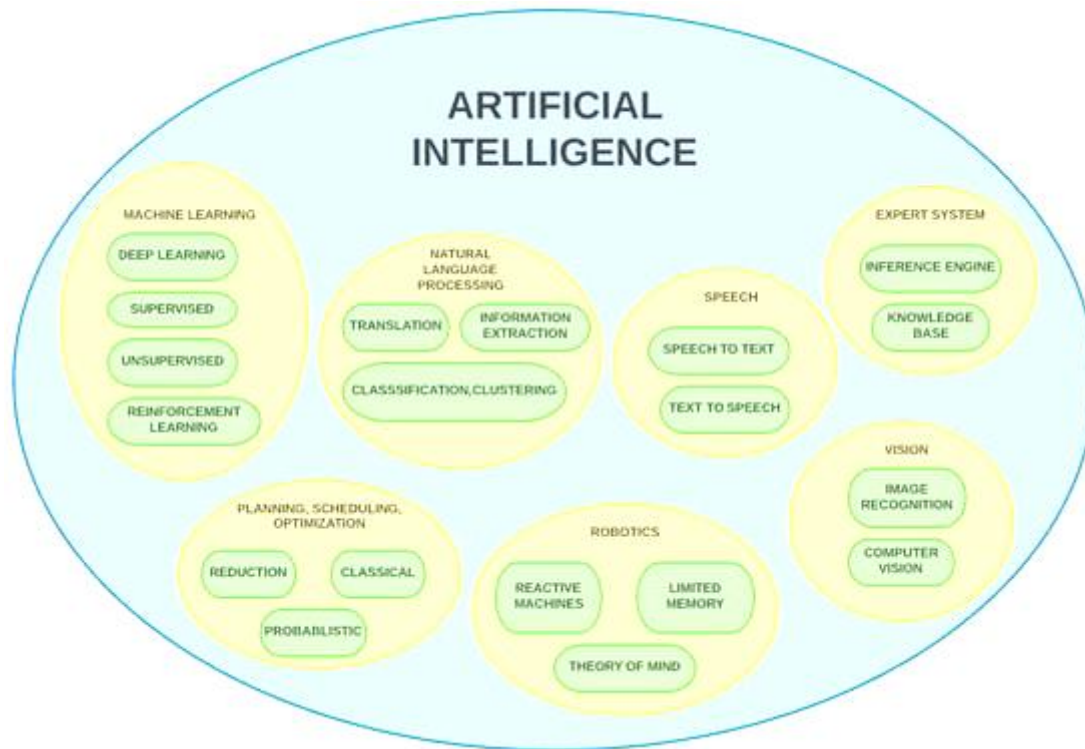 ARTIFICIAL
INTELLIGENCE
MACHINE LEARNING
DEEP LEARNING
SUPERVISED
UNSUPERVISED
REINFORCEMENT
LEARNING
NATURAL
LANGUAGE
PROCESSING
TRANSLATION
INFORMATION
EXTRACTION
CLASSSIFICATION,CLUSTERING
SPEECH
SPEECH TO TEXT
TEXT TO SPEECH
EXPERT SYSTEM
INFERENCE ENGINE
KNOWLEDGE
BASE
PLANNING, SCHEDULING,
OPTIMIZATION
REDUCTION
CLASSICAL
PROBABLISTIC
ROBOTICS
REACTIVE
MACHINES
LIMITED
MEMORY
THEORY OF MIND
VISION
IMAGE
RECOGNITION
COMPUTER
VISION